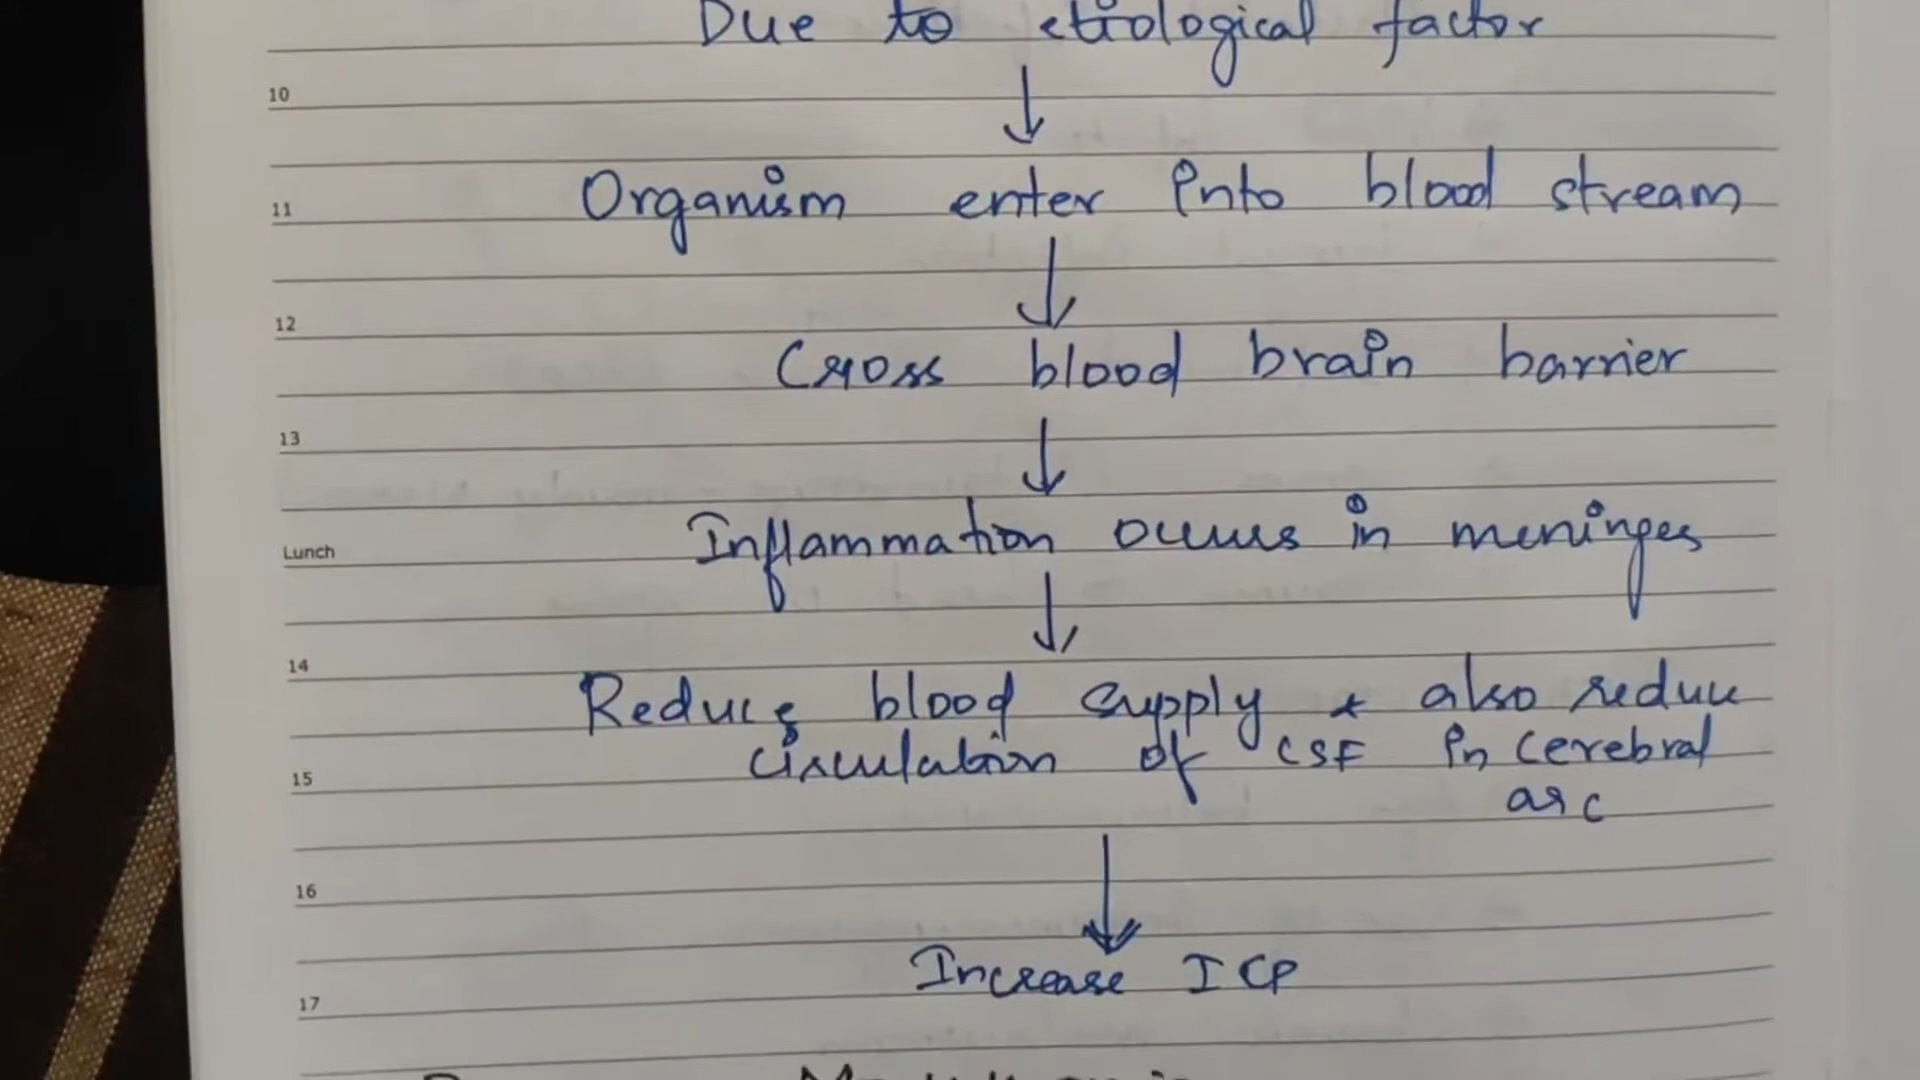 Due to etiological factor
↓
10
Organism enter into blood stream
11
↓
12
Cross blood brain barrier
13
↓
Inflammation occurs in meninges
Lunch
↓
14
Reduce blood supply & also reduce
circulation of CSF in cerebral
15
arc
↓
16
Increase ICP
17